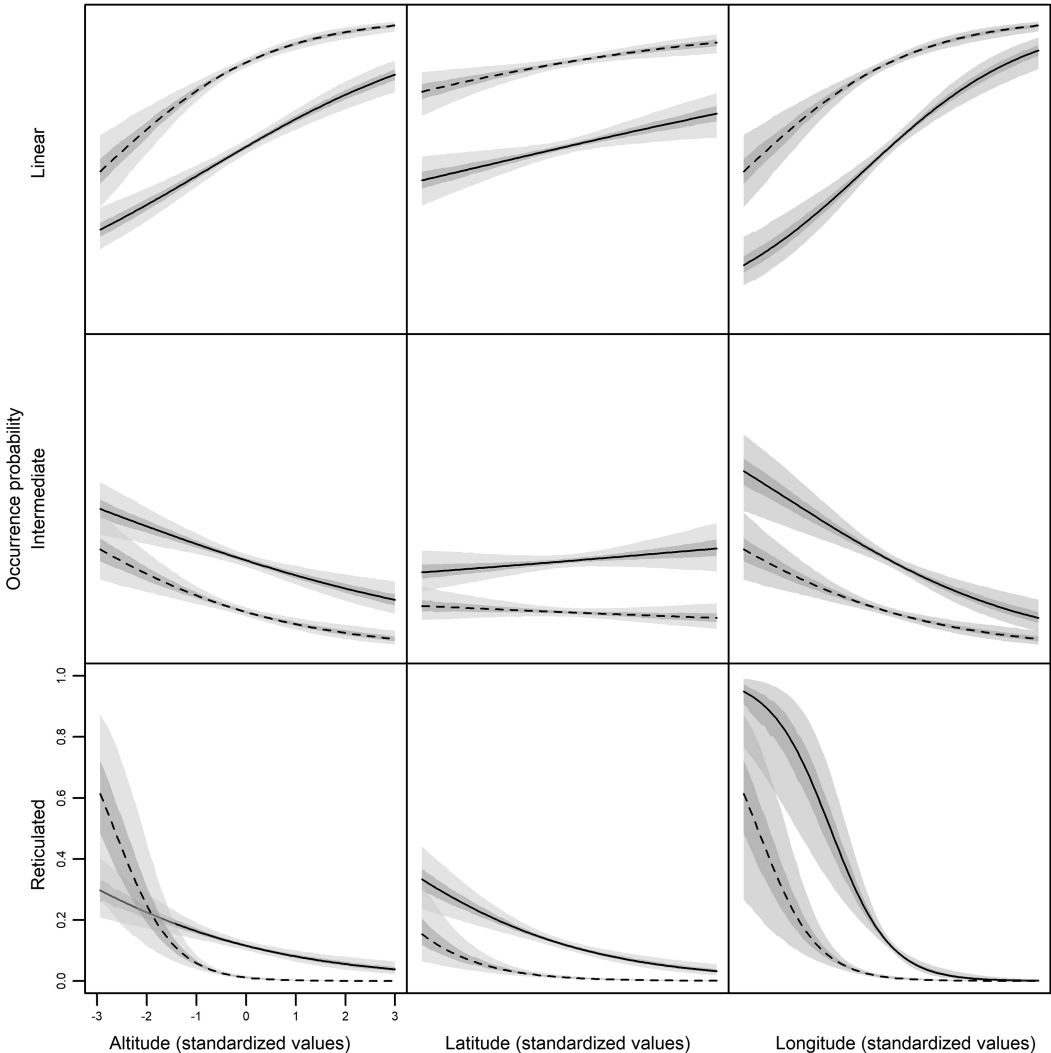 Occurrence probability
Linear
Intermediate
Reticulated
1.0
0.8
0.6
0.4
0.2
0.0
-3 -2 -1 0 1 2 3
Altitude (standardized values) Latitude (standardized values) Longitude (standardized values)